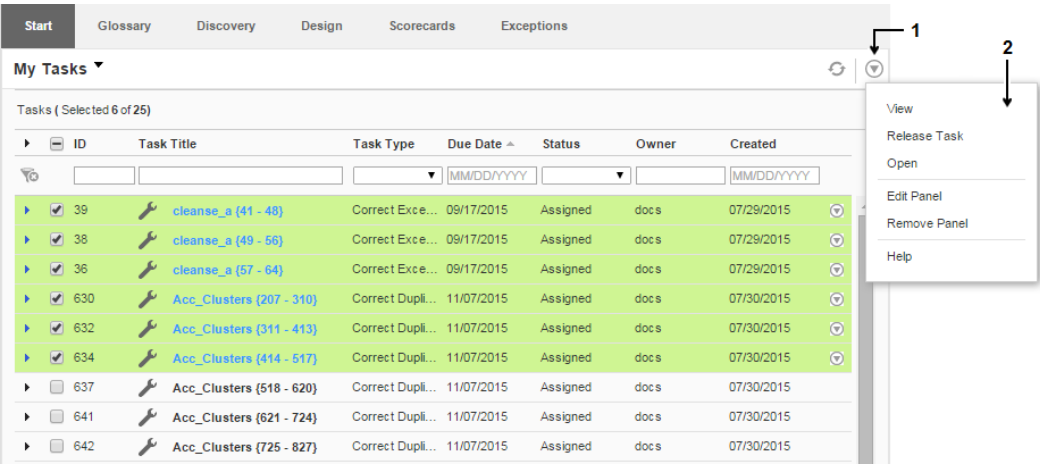 Start Glossary Discovery Design Scorecards Exceptions
1
2
My Tasks
Tasks ( Selected 6 of 25)
ID Task Title Task Type Due Date Status Owner Created
MM/DD/YYYY MM/DD/YYYY
39 cleanse_a {41 - 48} Correct Exce... 09/17/2015 Assigned docs 07/29/2015
38 cleanse_a {49 - 56} Correct Exce... 09/17/2015 Assigned docs 07/29/2015
36 cleanse_a {57 - 64} Correct Exce... 09/17/2015 Assigned docs 07/29/2015
630 Acc_Clusters {207 - 310} Correct Dupli... 11/07/2015 Assigned docs 07/30/2015
632 Acc_Clusters {311 - 413} Correct Dupli... 11/07/2015 Assigned docs 07/30/2015
634 Acc_Clusters {414 - 517} Correct Dupli... 11/07/2015 Assigned docs 07/30/2015
637 Acc_Clusters {518 - 620} Correct Dupli... 11/07/2015 Assigned docs 07/30/2015
641 Acc_Clusters {621 - 724} Correct Dupli... 11/07/2015 Assigned docs 07/30/2015
642 Acc_Clusters {725 - 827} Correct Dupli... 11/07/2015 Assigned docs 07/30/2015
View
Release Task
Open
Edit Panel
Remove Panel
Help